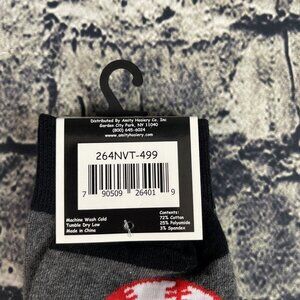 Distributed By Amity Hosiery Co. Inc
Garden City Park, NY 11040
(800) 645-6024
www.amityhosiery.com
264NVT-499
7 90509 26401 9
Machine Wash Cold
Tumble Dry Low
Made in China
Contents:
72% Cotton
25% Polyamide
3% Spandex